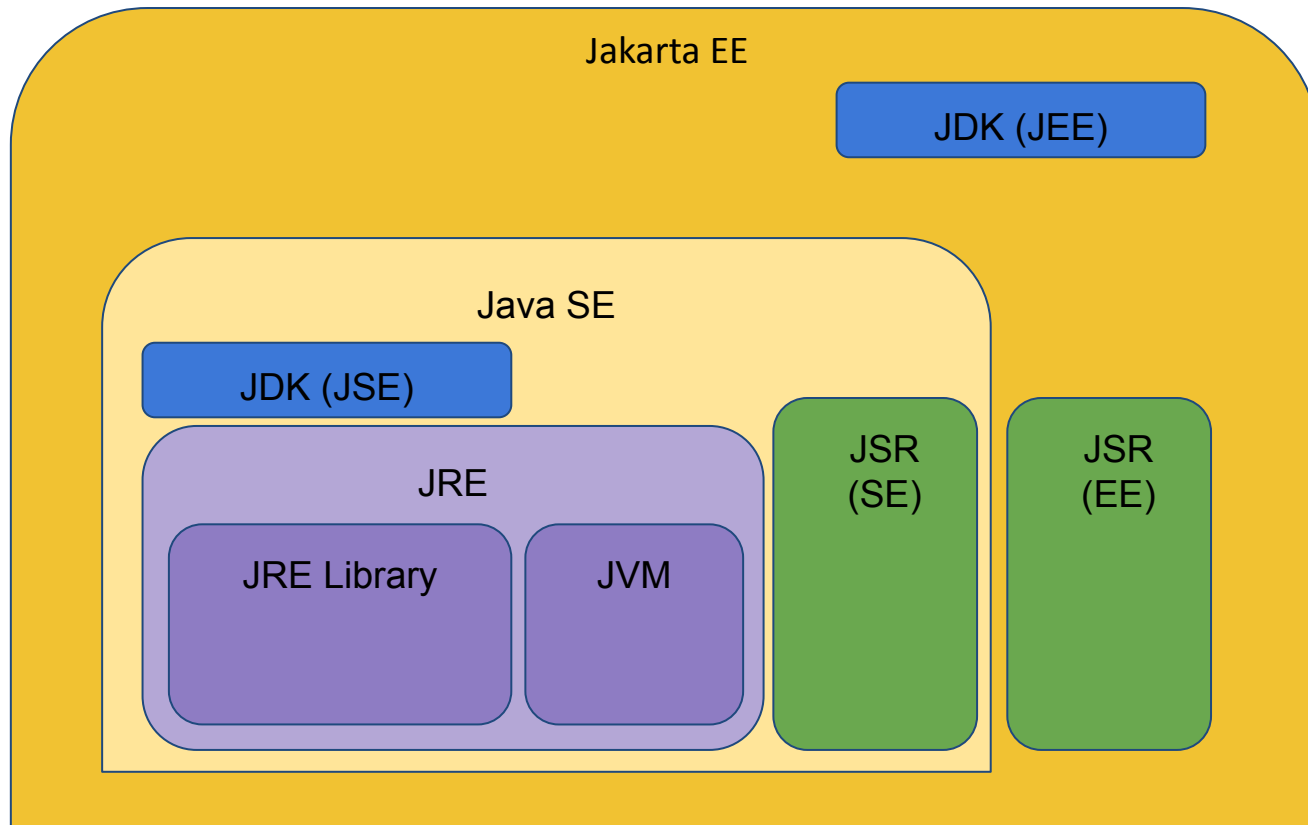 Jakarta EE
JDK (JEE)
Java SE
JDK (JSE)
JRE
JRE Library
JVM
JSR
(SE)
JSR
(EE)